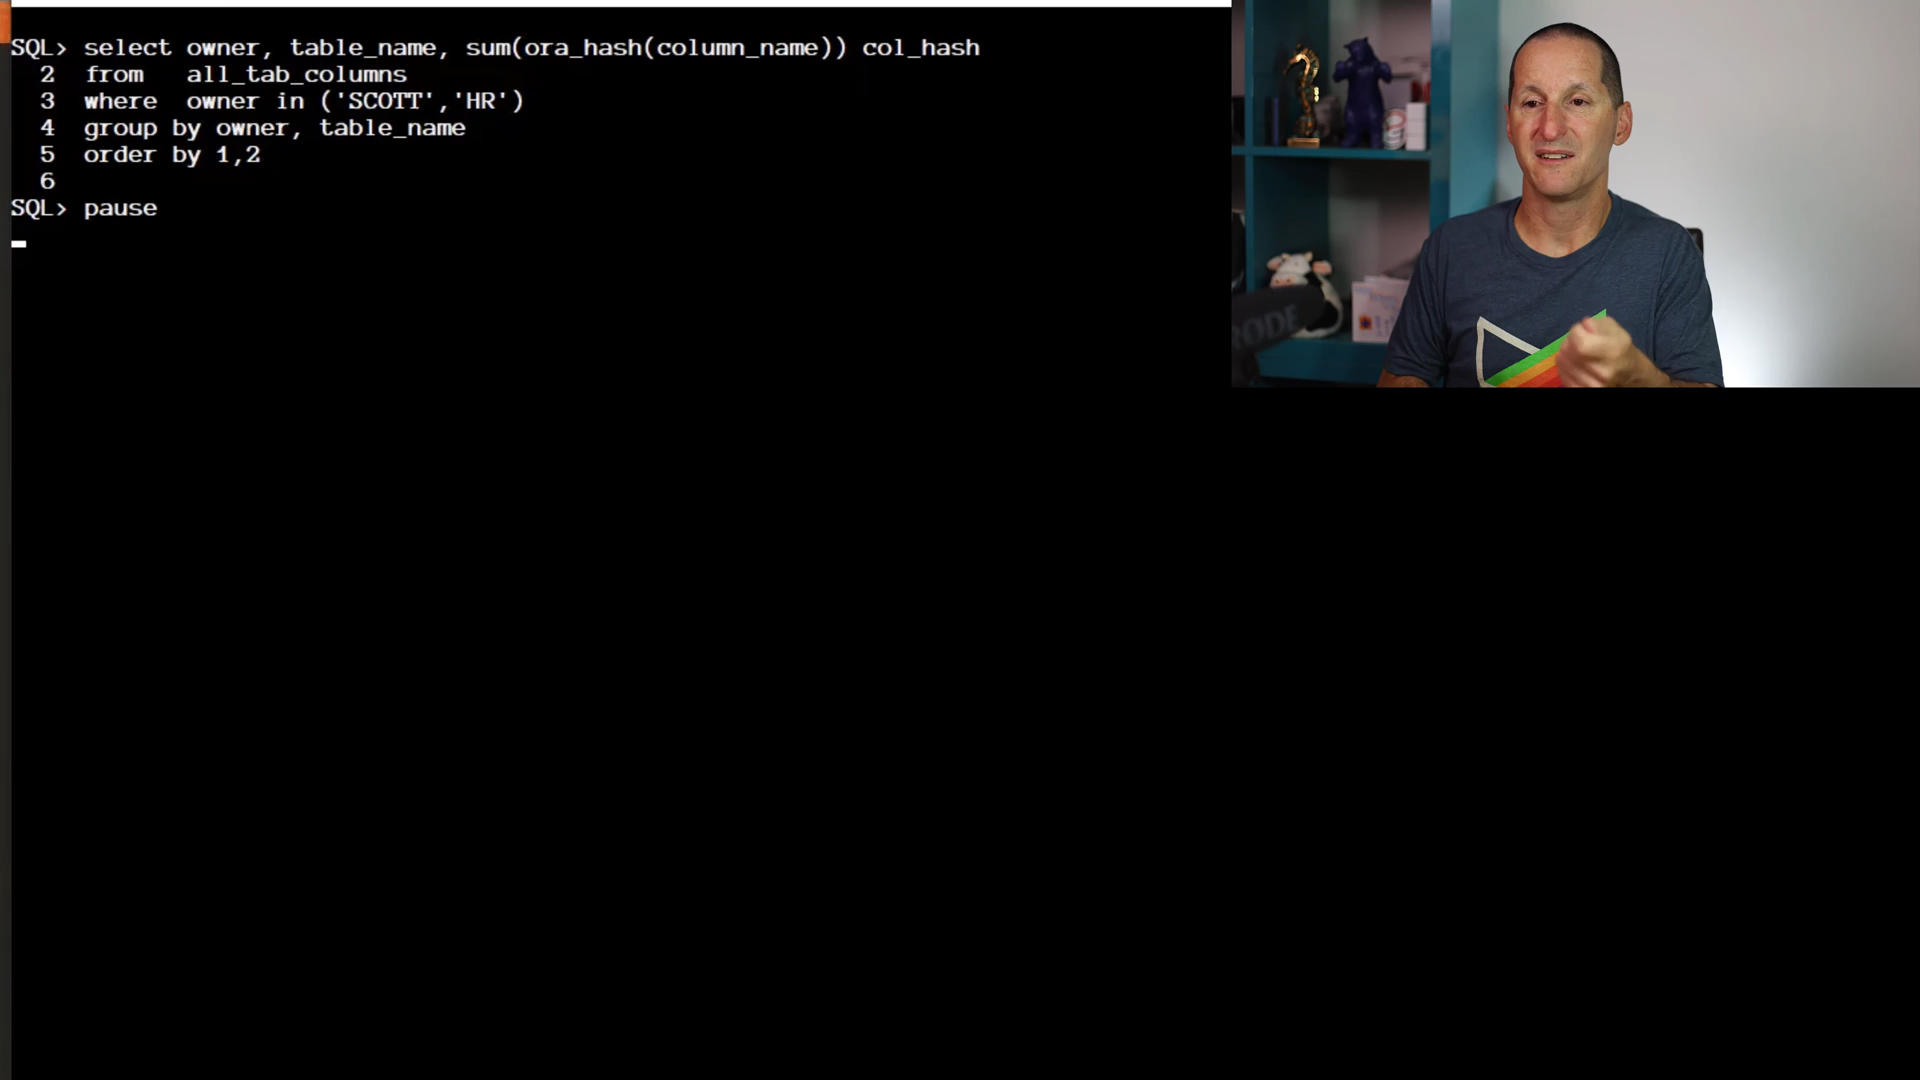 SQL> select owner, table_name, sum(ora_hash(column_name)) col_hash
2 from all_tab_columns
3 where owner in ('SCOTT','HR')
4 group by owner, table_name
5 order by 1,2
6
SQL> pause
RODE